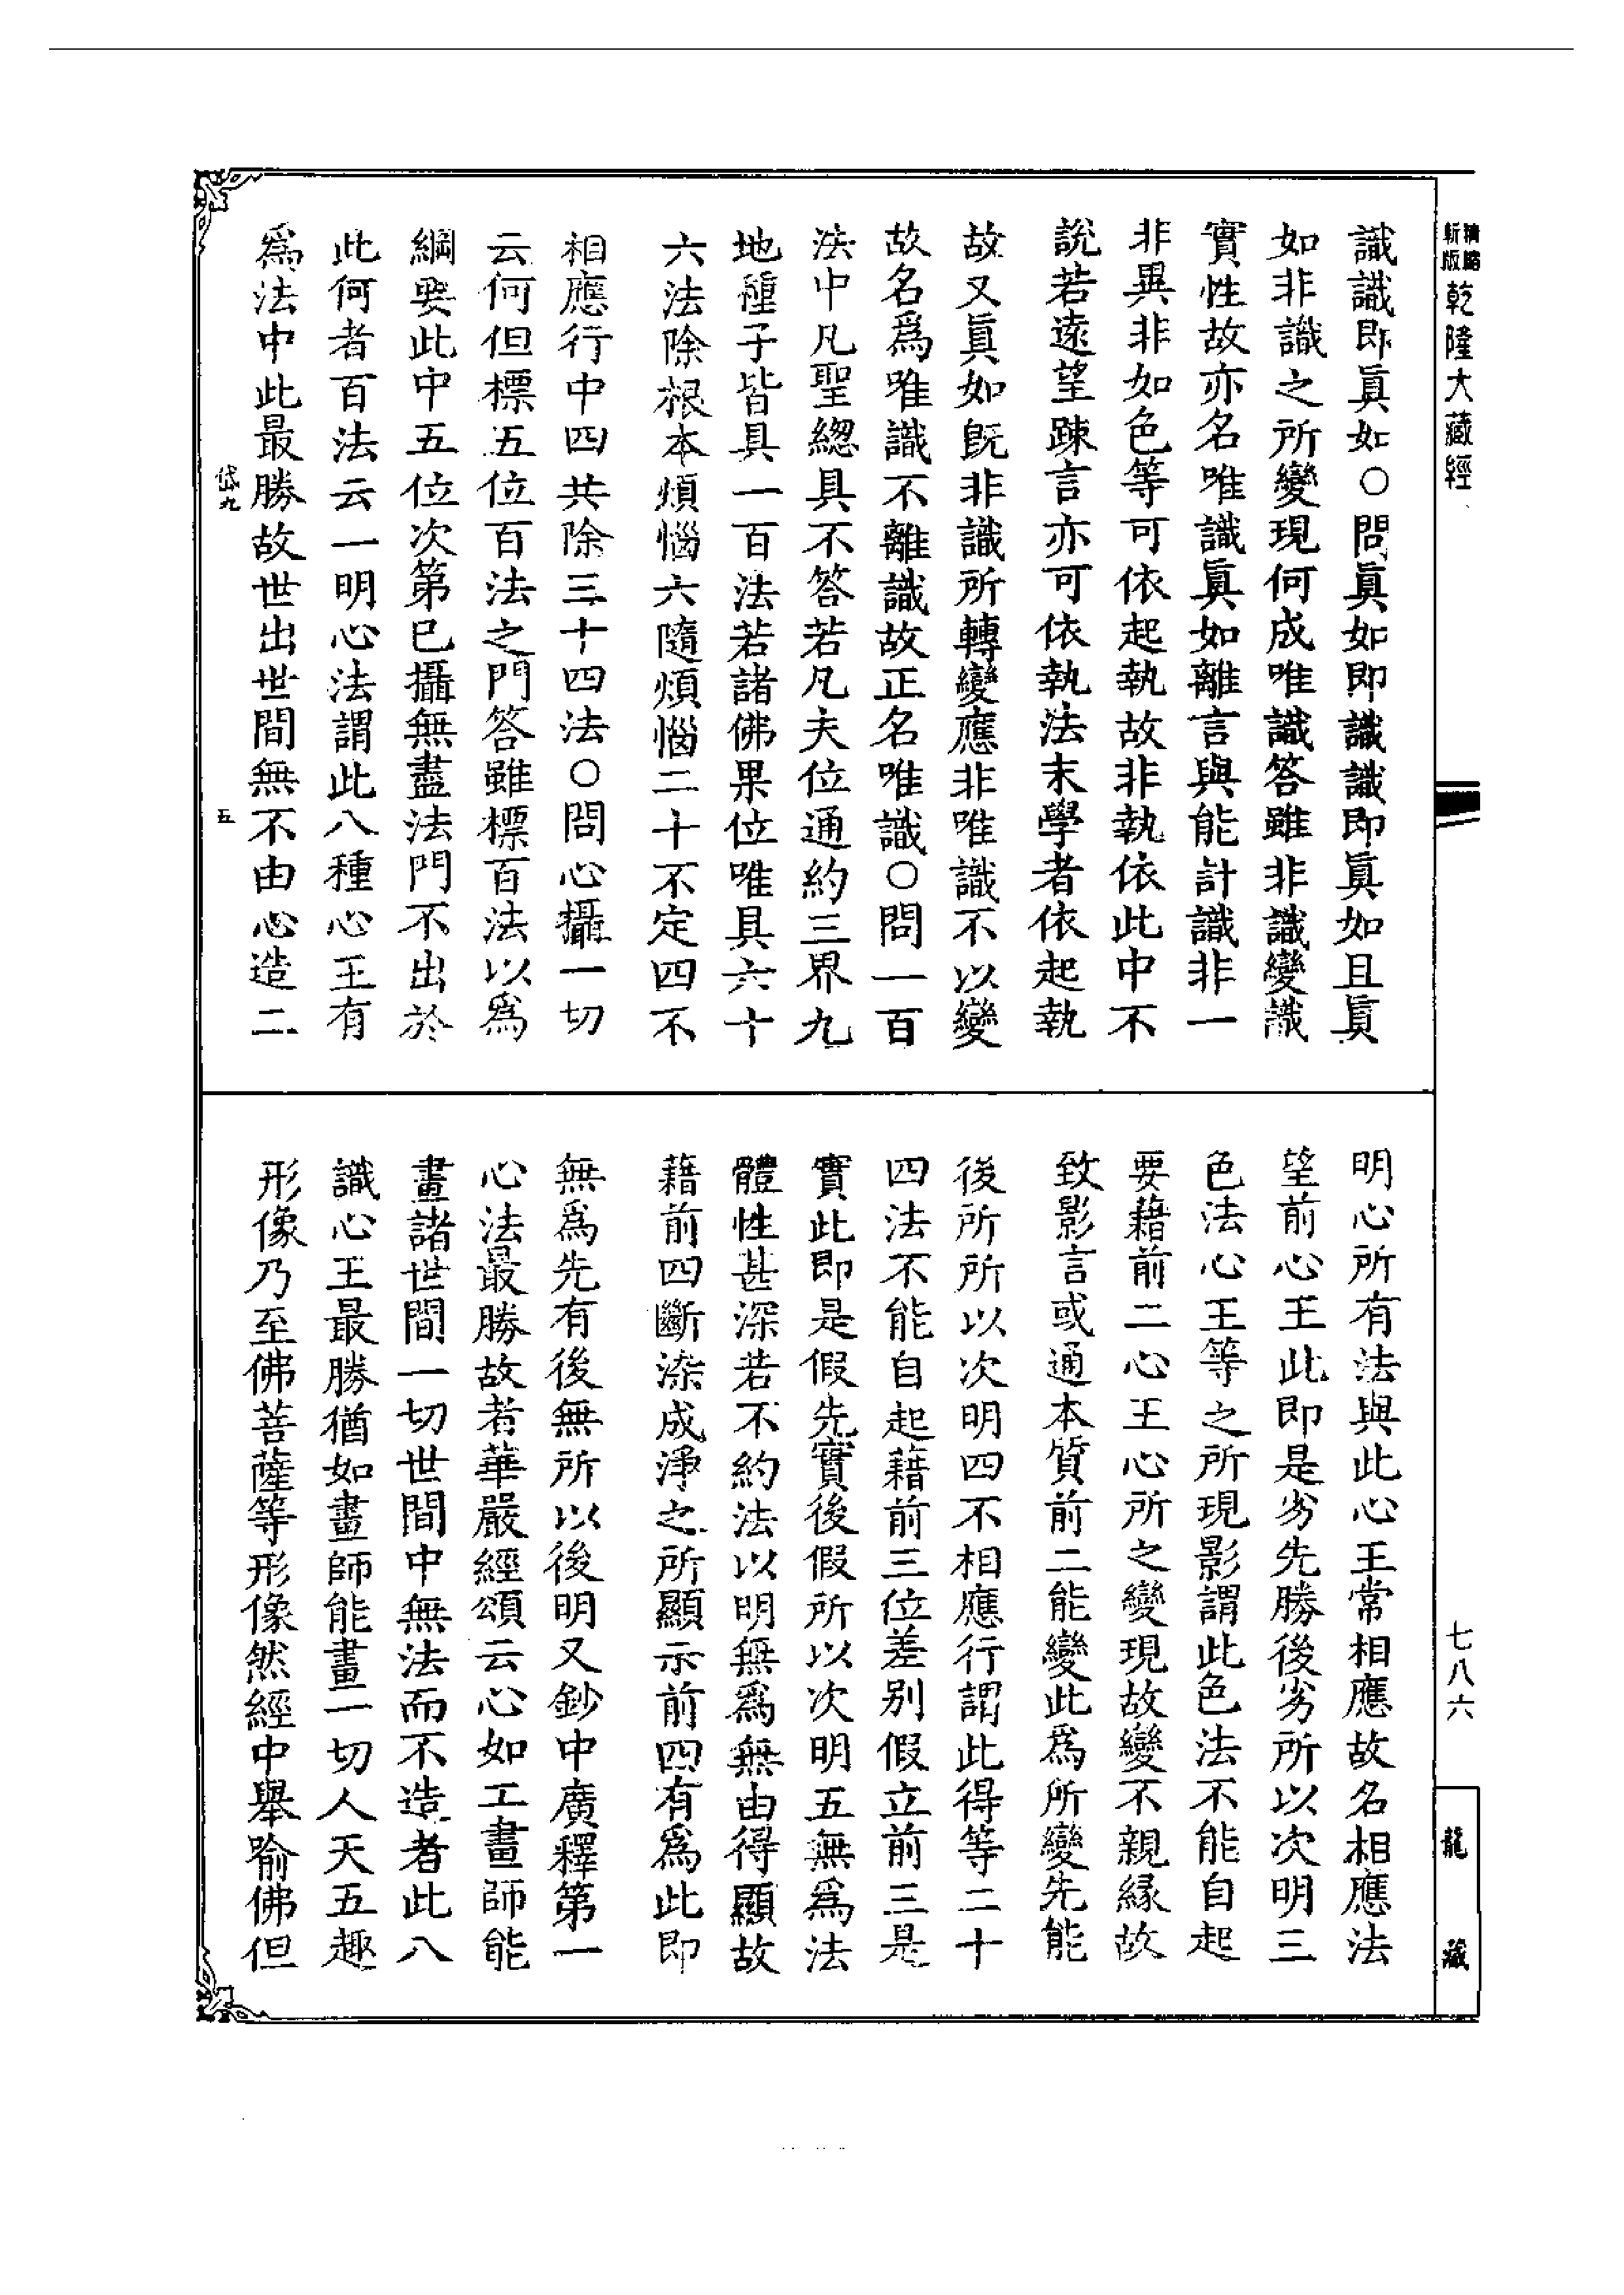 新版
乾隆大藏經
識識即眞如○問眞如即識識即眞如且眞
如非識之所變現何成唯識答雖非識變識
實性故亦名唯識眞如離言與能計識非一
非異非如色等可依起執故非執依此中不
說若遠望踈言亦可依執法末學者依起執
故又眞如旣非識所轉變應非唯識不以變
故名爲唯識不離識故正名唯識○問一百
法中凡聖總具不答若凡夫位通約三界九
地種子皆具一百法若諸佛果位唯具六十
六法除根本煩惱六隨煩惱二十不定四不
相應行中四共除三十四法○問心攝一切
云何但標五位百法之門答雖標百法以爲
綱要此中五位次第已攝無盡法門不出於
此何者百法云一明心法謂此八種心王有
爲法中此最勝故世出世間無不由心造二
岱九
五
明心所有法與此心王常相應故名相應法
望前心王此即是劣先勝後劣所以次明三
色法心王等之所現影謂此色法不能自起
要藉前二心王心所之變現故變不親緣故
致影言或通本質前二能變此爲所變先能
後所所以次明四不相應行謂此得等二十
四法不能自起藉前三位差別假立前三是
實此即是假先實後假所以次明五無爲法
體性甚深若不約法以明無爲無由得顯故
藉前四斷染成淨之所顯示前四有爲此即
無爲先有後無所以後明又鈔中廣釋第一
心法最勝故者華嚴經頌云心如工畫師能
畫諸世間一切世間中無法而不造者此八
識心王最勝猶如畫師能畫一切人天五趣
形像乃至佛菩薩等形像然經中舉喻佛但
七八六
龍藏